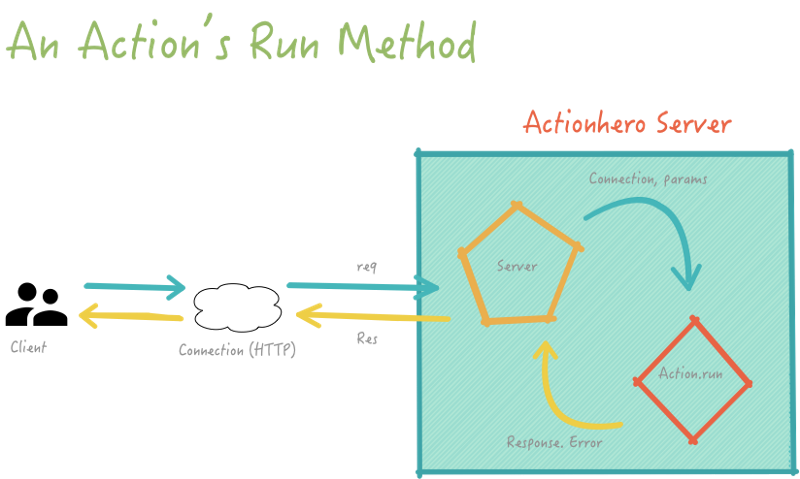 An Action's Run Method
Actionhero Server
Connection, params
req
Server
Client
Connection (HTTP)
Res
Action.run
Response. Error